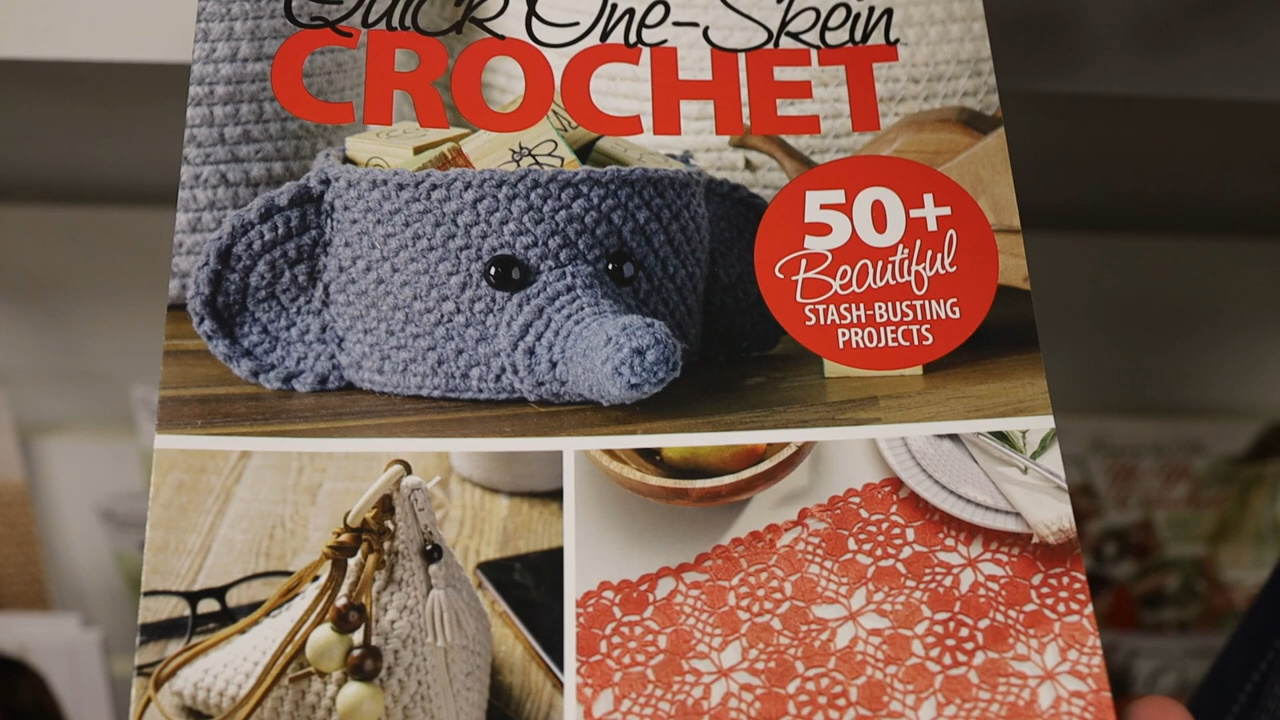 Quick One-Skein
CROCHET
50+
Beautiful
STASH-BUSTING
PROJECTS